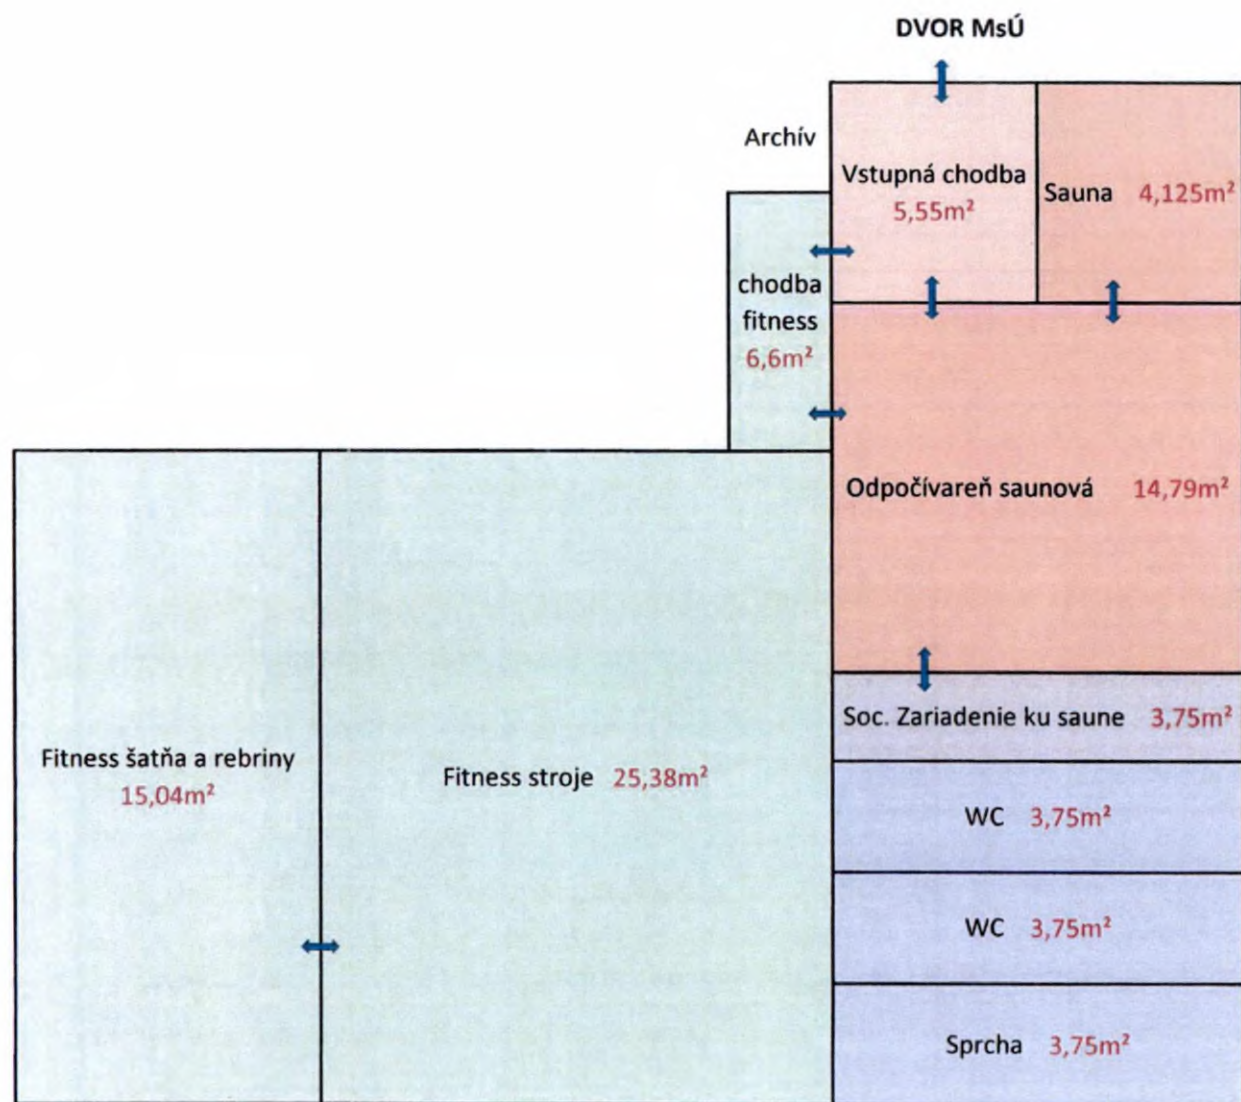 DVOR MsÚ
Archív
Vstupná chodba
5,55m²
Sauna 4,125m²
chodba
fitness
6,6m²
Odpočívareň saunová 14,79m²
Soc. Zariadenie ku saune 3,75m²
Fitness šatňa a rebriny
15,04m²
Fitness stroje 25,38m²
WC 3,75m²
WC 3,75m²
Sprcha 3,75m²